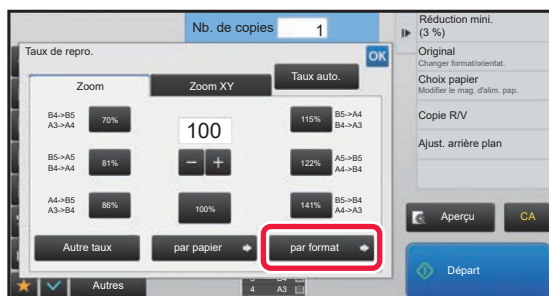 Nb. de copies 1
Taux de repro.
OK
Zoom
Zoom XY
Taux auto.
B4->B5
A3->A4
70%
100
115%
B5->A4
B4->A3
B5->A5
B4->A4
81%
122%
A5->B5
A4->B4
A4->B5
A3->B4
86%
100%
141%
B5->B4
A4->A3
Autre taux
par papier
par format
Autres
4 A3
Réduction mini.
(3 %)
Original
Changer format/orientat.
Choix papier
Modifier le mag. d'alim. pap.
Copie R/V
Ajust. arrière plan
Aperçu
CA
Départ